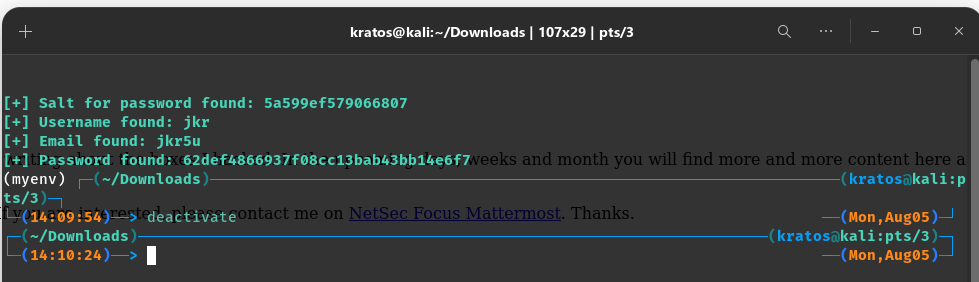 kratos@kali:~/Downloads | 107x29 | pts/3
[+] Salt for password found: 5a599ef579066807
[+] Username found: jkr
[+] Email found: jkr5u
[+] Password found: 62def4866937f08cc13bab43bb14e6f7
weeks and month you will find more and more content here a
(myenv) ┌─(~/Downloads)─(kratos@kali:p
ts/3)─┐
└─(14:09:54)──> deactivate ──(Mon,Aug05)─┘
contact me on NetSec Focus Mattermost. Thanks.
┌─(~/Downloads)─(kratos@kali:pts/3)─┐
└─(14:10:24)──> ──(Mon,Aug05)─┘